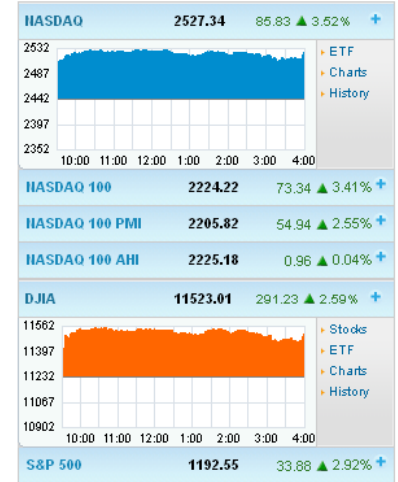 NASDAQ 2527.34 85.83 ▲ 3.52% +
2532
2487
2442
2397
2352
ETF
Charts
History
10:00 11:00 12:00 1:00 2:00 3:00 4:00
NASDAQ 100 2224.22 73.34 ▲ 3.41% +
NASDAQ 100 PMI 2205.82 54.94 ▲ 2.55% +
NASDAQ 100 AHI 2225.18 0.96 ▲ 0.04% +
DJIA 11523.01 291.23 ▲ 2.59% +
11562
11397
11232
11067
10902
Stocks
ETF
Charts
History
10:00 11:00 12:00 1:00 2:00 3:00 4:00
S&P 500 1192.55 33.88 ▲ 2.92% +